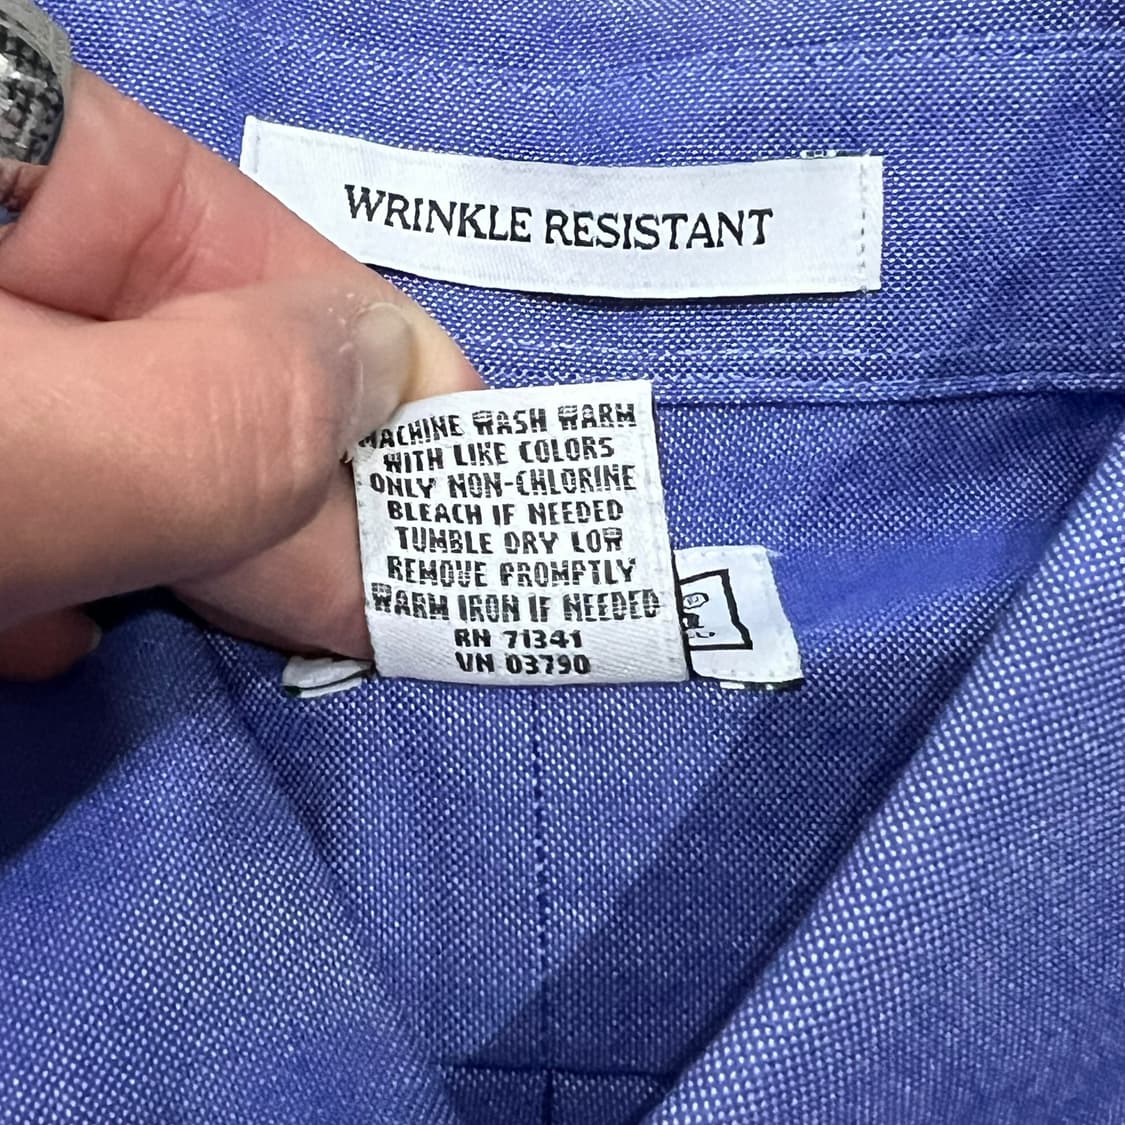 WRINKLE RESISTANT
MACHINE WASH WARM
WITH LIKE COLORS
ONLY NON-CHLORINE
BLEACH IF NEEDED
TUMBLE DRY LOW
REMOVE PROMPTLY
WARM IRON IF NEEDED
RN 71341
VN 03790